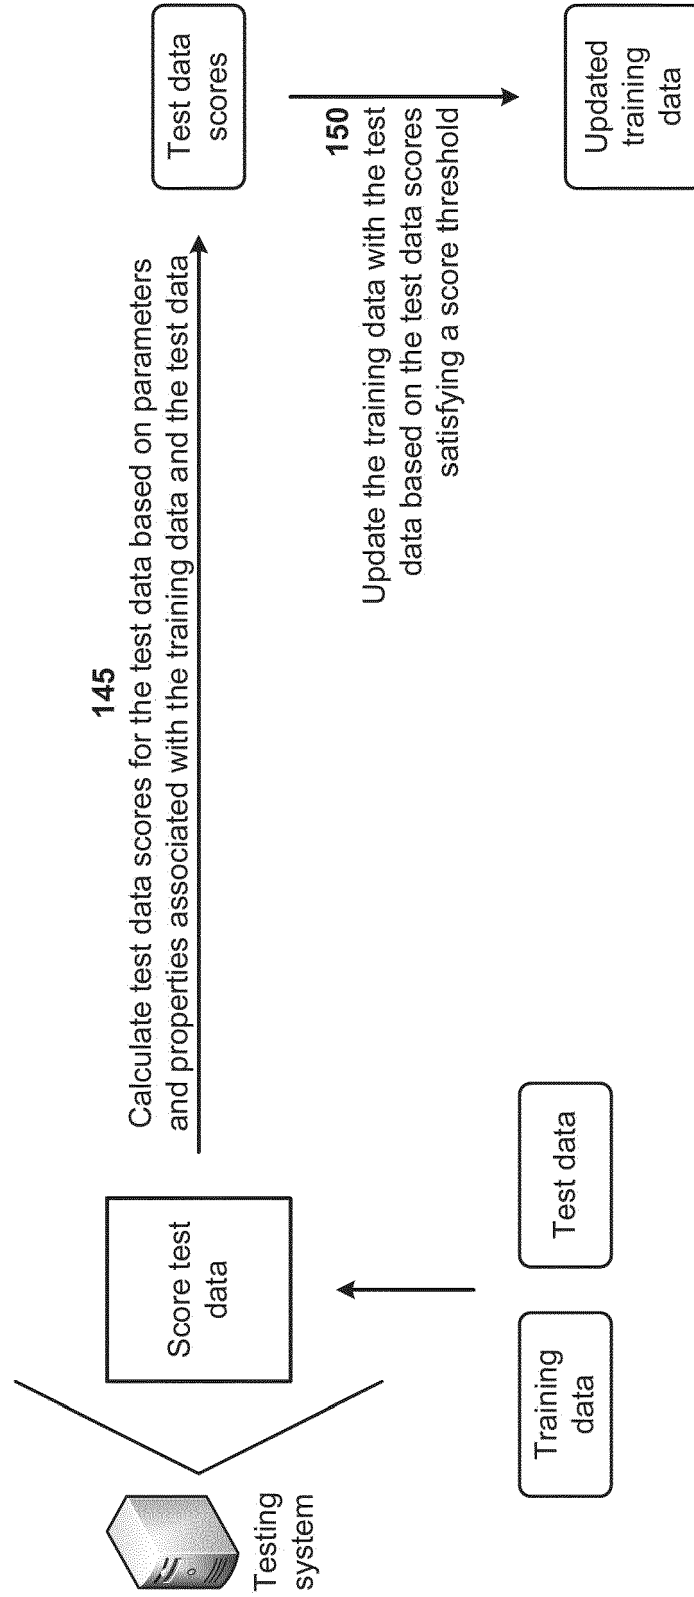 Testing
system
Score test
data
Training
data
Test data
145
Calculate test data scores for the test data based on parameters
and properties associated with the training data and the test data
Test data
scores
150
Update the training data with the test
data based on the test data scores
satisfying a score threshold
Updated
training
data